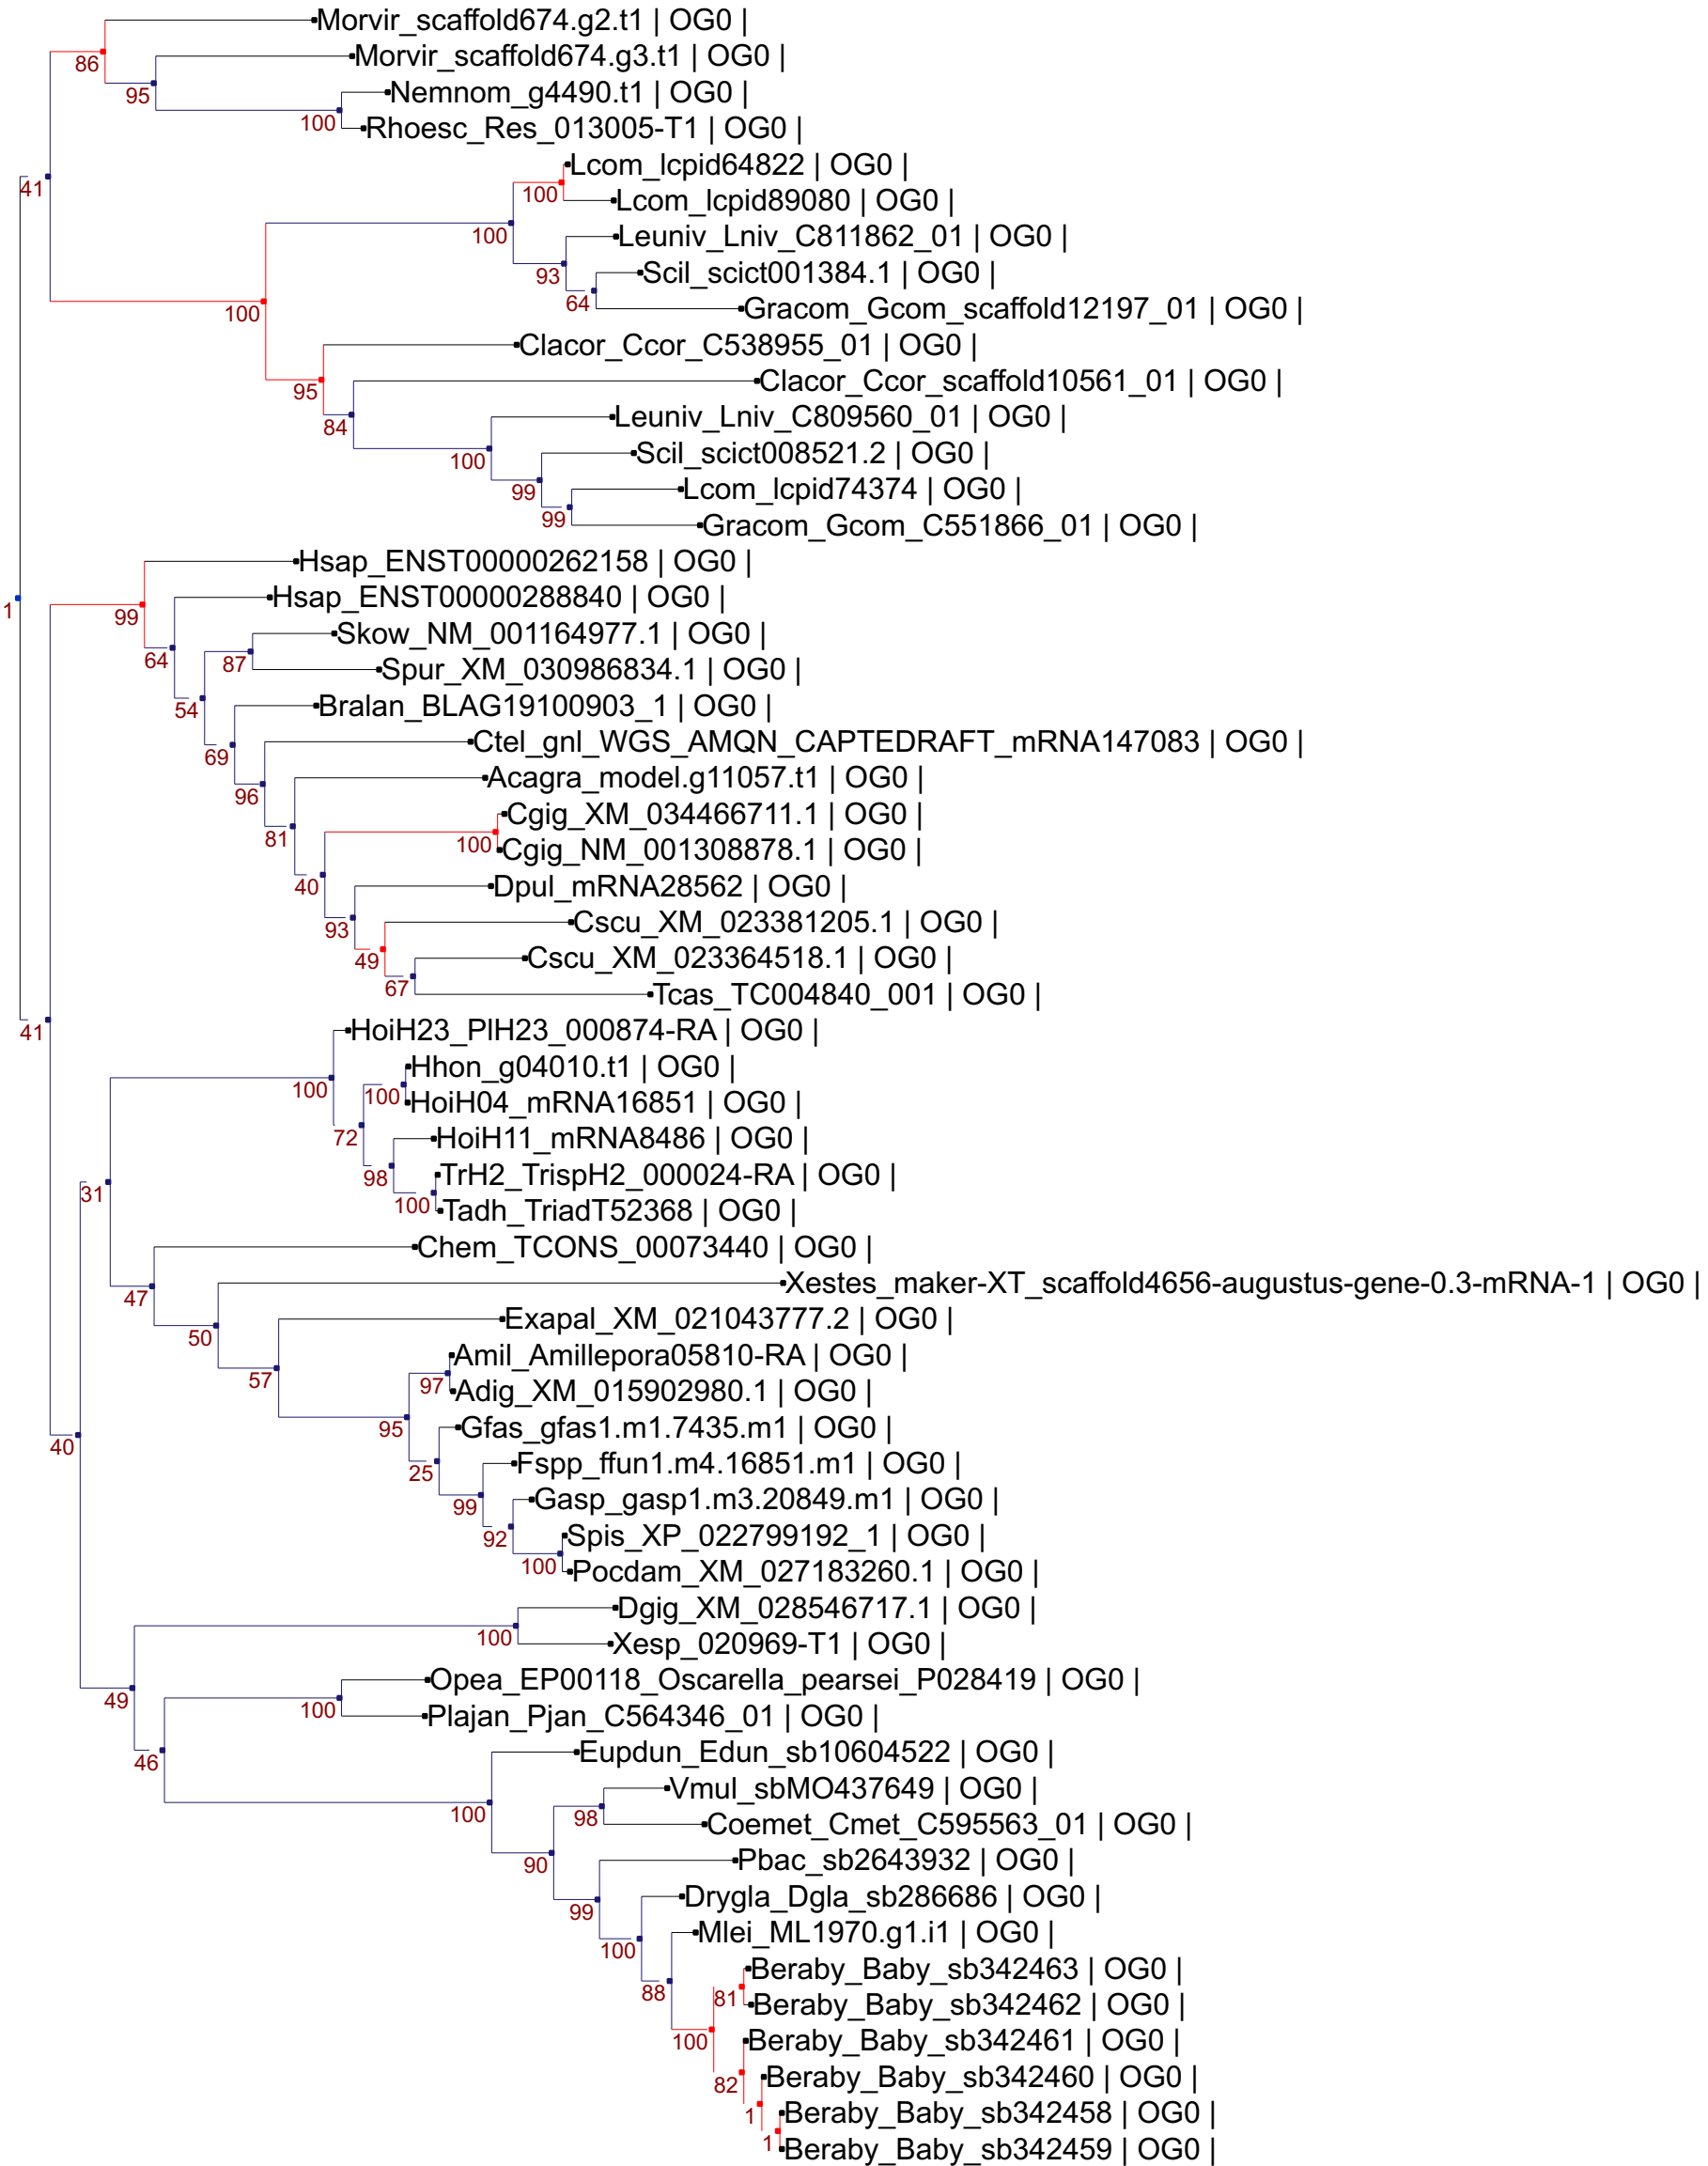 Morvir_scaffold674.g2.t1 | OG0 |
86
Morvir_scaffold674.g3.t1 | OG0 |
95
Nemnom_g4490.t1 | OG0 |
100
Rhoesc_Res_013005-T1 | OG0 |
Lcom_lcpid64822 | OG0 |
41
100
Lcom_lcpid89080 | OG0 |
100
Leuniv_Lniv_C811862_01 | OG0 |
93
Scil_scict001384.1 | OG0 |
64
Gracom_Gcom_scaffold12197_01 | OG0 |
100
Clacor_Ccor_C538955_01 | OG0 |
95
Clacor_Ccor_scaffold10561_01 | OG0 |
84
Leuniv_Lniv_C809560_01 | OG0 |
100
Scil_scict008521.2 | OG0 |
99
Lcom_lcpid74374 | OG0 |
99
Gracom_Gcom_C551866_01 | OG0 |
Hsap_ENST00000262158 | OG0 |
1
99
Hsap_ENST00000288840 | OG0 |
64
Skow_NM_001164977.1 | OG0 |
87
Spur_XM_030986834.1 | OG0 |
54
Bralan_BLAG19100903_1 | OG0 |
69
Ctel_gnl_WGS_AMQN_CAPTEDRAFT_mRNA147083 | OG0 |
96
Acagra_model.g11057.t1 | OG0 |
81
Cgig_XM_034466711.1 | OG0 |
100
Cgig_NM_001308878.1 | OG0 |
40
Dpul_mRNA28562 | OG0 |
93
Cscu_XM_023381205.1 | OG0 |
49
Cscu_XM_023364518.1 | OG0 |
67
Tcas_TC004840_001 | OG0 |
41
HoiH23_PlH23_000874-RA | OG0 |
100
Hhon_g04010.t1 | OG0 |
100
HoiH04_mRNA16851 | OG0 |
72
HoiH11_mRNA8486 | OG0 |
98
TrH2_TrispH2_000024-RA | OG0 |
31
100
Tadh_TriadT52368 | OG0 |
Chem_TCONS_00073440 | OG0 |
47
Xestes_maker-XT_scaffold4656-augustus-gene-0.3-mRNA-1 | OG0 |
50
Exapal_XM_021043777.2 | OG0 |
57
Amil_Amillepora05810-RA | OG0 |
97
Adig_XM_015902980.1 | OG0 |
95
Gfas_gfas1.m1.7435.m1 | OG0 |
40
25
Fspp_ffun1.m4.16851.m1 | OG0 |
99
Gasp_gasp1.m3.20849.m1 | OG0 |
92
Spis_XP_022799192_1 | OG0 |
100
Pocdam_XM_027183260.1 | OG0 |
Dgig_XM_028546717.1 | OG0 |
100
Xesp_020969-T1 | OG0 |
Opea_EP00118_Oscarella_pearsei_P028419 | OG0 |
49
100
Plajan_Pjan_C564346_01 | OG0 |
46
Eupdun_Edun_sb10604522 | OG0 |
Vmul_sbMO437649 | OG0 |
100
98
Coemet_Cmet_C595563_01 | OG0 |
90
Pbac_sb2643932 | OG0 |
Drygla_Dgla_sb286686 | OG0 |
99
Mlei_ML1970.g1.i1 | OG0 |
100
Beraby_Baby_sb342463 | OG0 |
88
81
Beraby_Baby_sb342462 | OG0 |
100
Beraby_Baby_sb342461 | OG0 |
Beraby_Baby_sb342460 | OG0 |
82
Beraby_Baby_sb342458 | OG0 |
1
1
Beraby_Baby_sb342459 | OG0 |